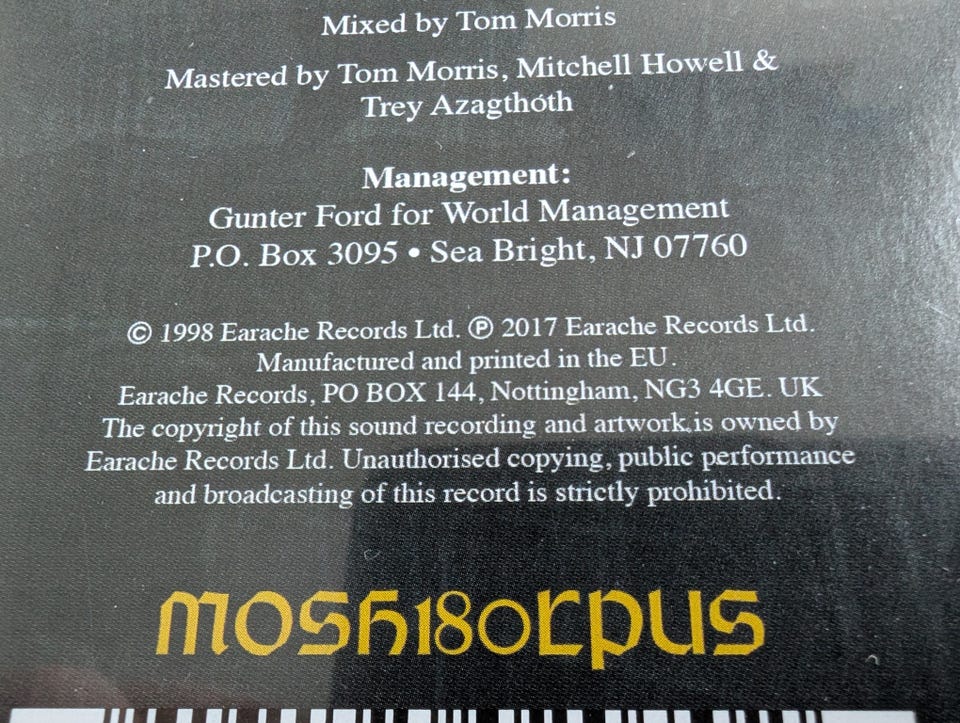 Mixed by Tom Morris
Mastered by Tom Morris, Mitchell Howell &
Trey Azagthóth
Management:
Gunter Ford for World Management
P.O. Box 3095 • Sea Bright, NJ 07760
© 1998 Earache Records Ltd. ℗ 2017 Earache Records Ltd.
Manufactured and printed in the EU.
Earache Records, PO BOX 144, Nottingham, NG3 4GE. UK
The copyright of this sound recording and artwork is owned by
Earache Records Ltd. Unauthorised copying, public performance
and broadcasting of this record is strictly prohibited.
MOSH180LPUS